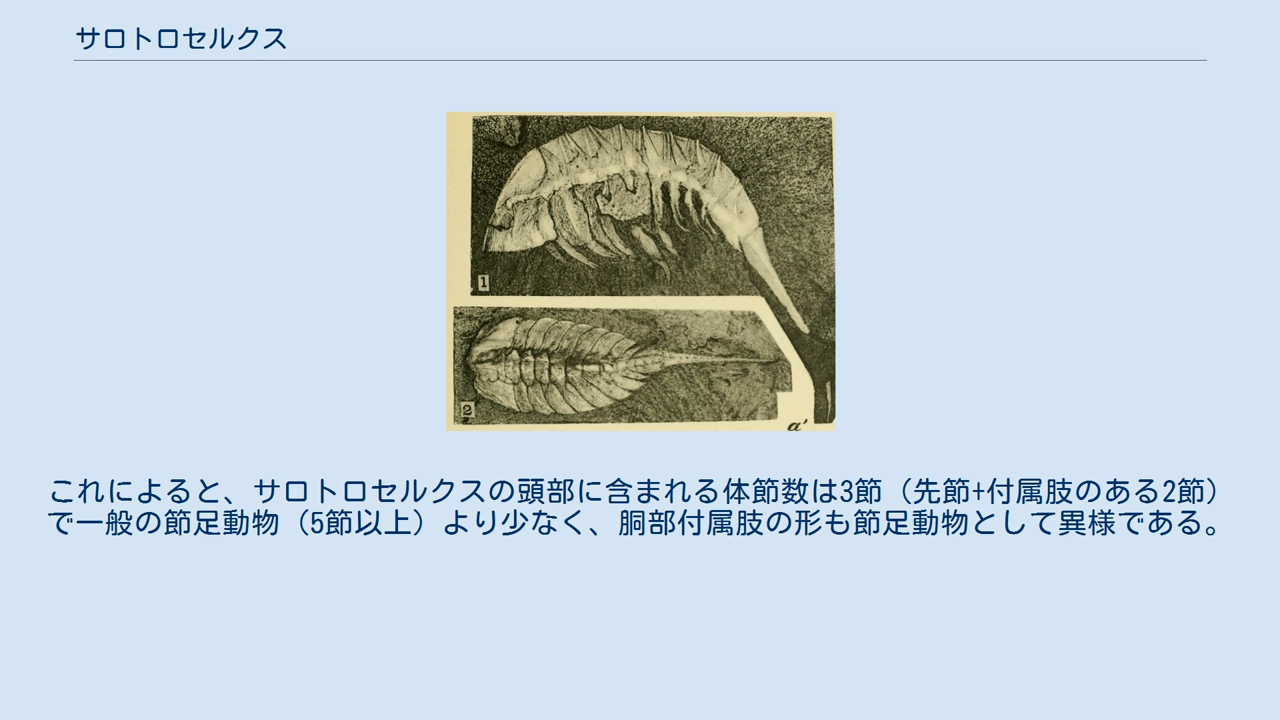 サロトロセルクス
1
2
a'
これによると、サロトロセルクスの頭部に含まれる体節数は3節（先節+付属肢のある2節）
で一般の節足動物（5節以上）より少なく、胴部付属肢の形も節足動物として異様である。